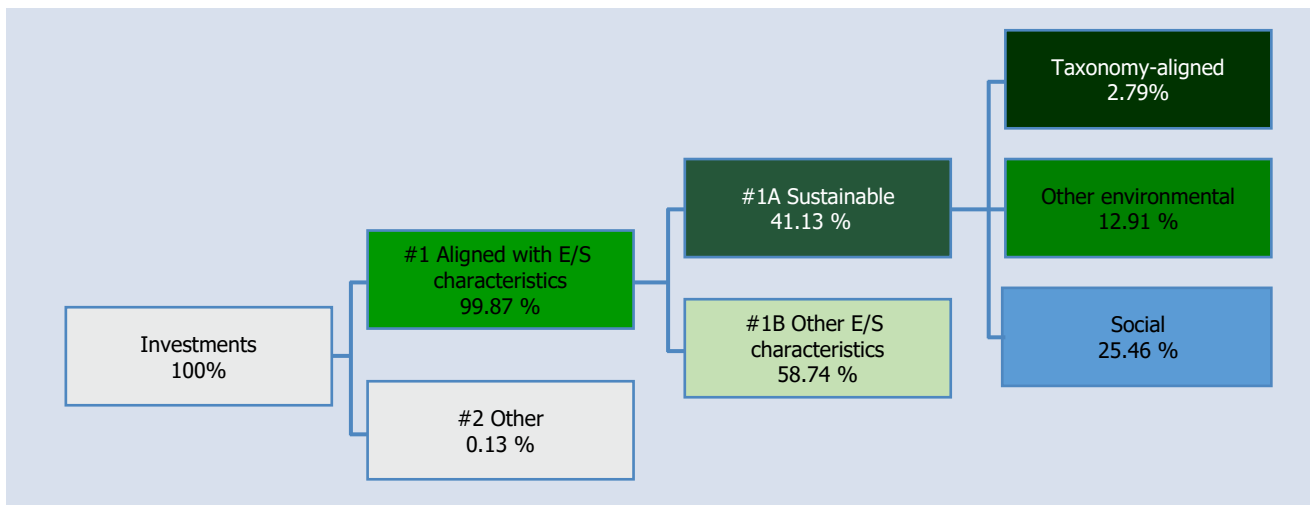 Investments
100%
#1 Aligned with E/S
characteristics
99.87 %
#2 Other
0.13 %
#1A Sustainable
41.13 %
#1B Other E/S
characteristics
58.74 %
Taxonomy-aligned
2.79%
Other environmental
12.91 %
Social
25.46 %